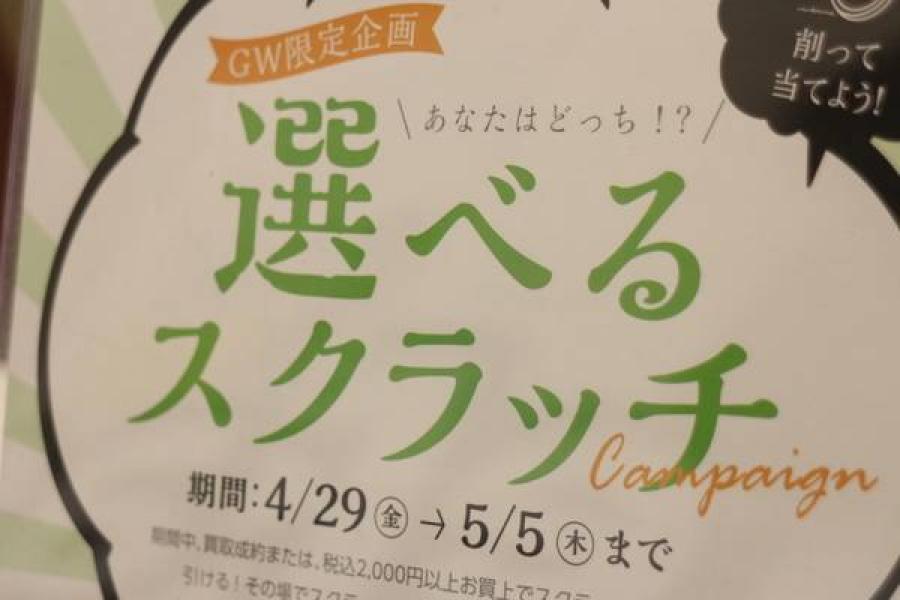 GW限定企画
削って
当てよう!
あなたはどっち!?
選べる
スクラッチ
Campaign
期間:4/29㊎→5/5㊍まで
期間中、買取成約または、税込2,000円以上お買上でスクラ
引ける!その場でスクラ